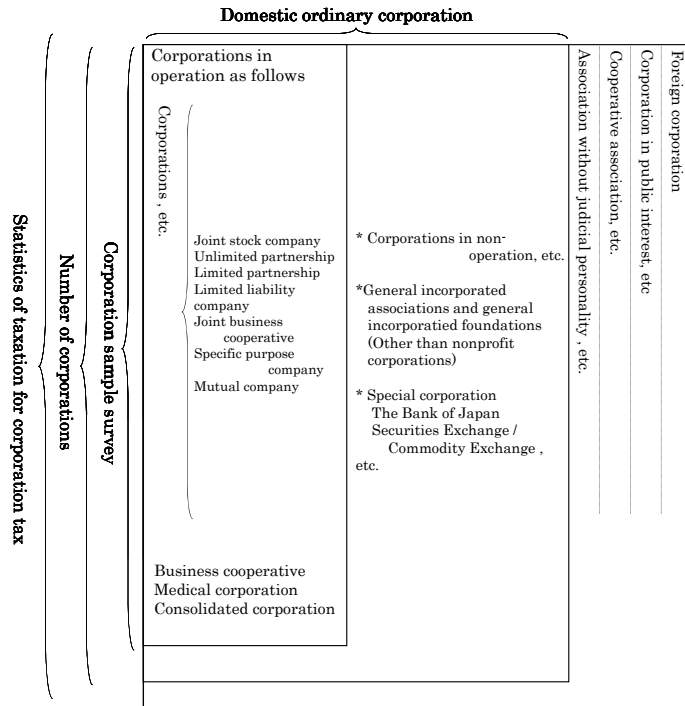 Domestic ordinary corporation
Statistics of taxation for corporation tax
Number of corporations
Corporation sample survey
Corporations in
operation as follows
Corporations , etc.
Joint stock company
Unlimited partnership
Limited partnership
Limited liability
company
Joint business
cooperative
Specific purpose
company
Mutual company
Business cooperative
Medical corporation
Consolidated corporation
* Corporations in non-
operation, etc.
*General incorporated
associations and general
incorporatied foundations
(Other than nonprofit
corporations)
* Special corporation
The Bank of Japan
Securities Exchange /
Commodity Exchange ,
etc.
Association without judicial personality , etc.
Cooperative association, etc.
Corporation in public interest, etc
Foreign corporation